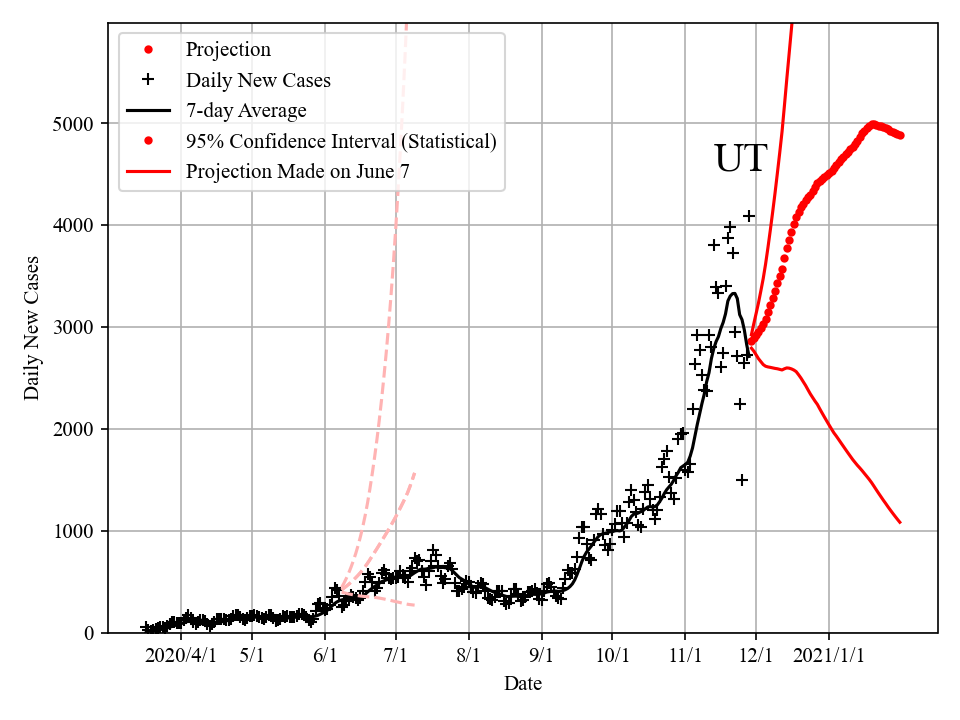 Projection
Daily New Cases
7-day Average
95% Confidence Interval (Statistical)
Projection Made on June 7
UT
5000
4000
3000
2000
1000
0
Daily New Cases
2020/4/1 5/1 6/1 7/1 8/1 9/1 10/1 11/1 12/1 2021/1/1
Date